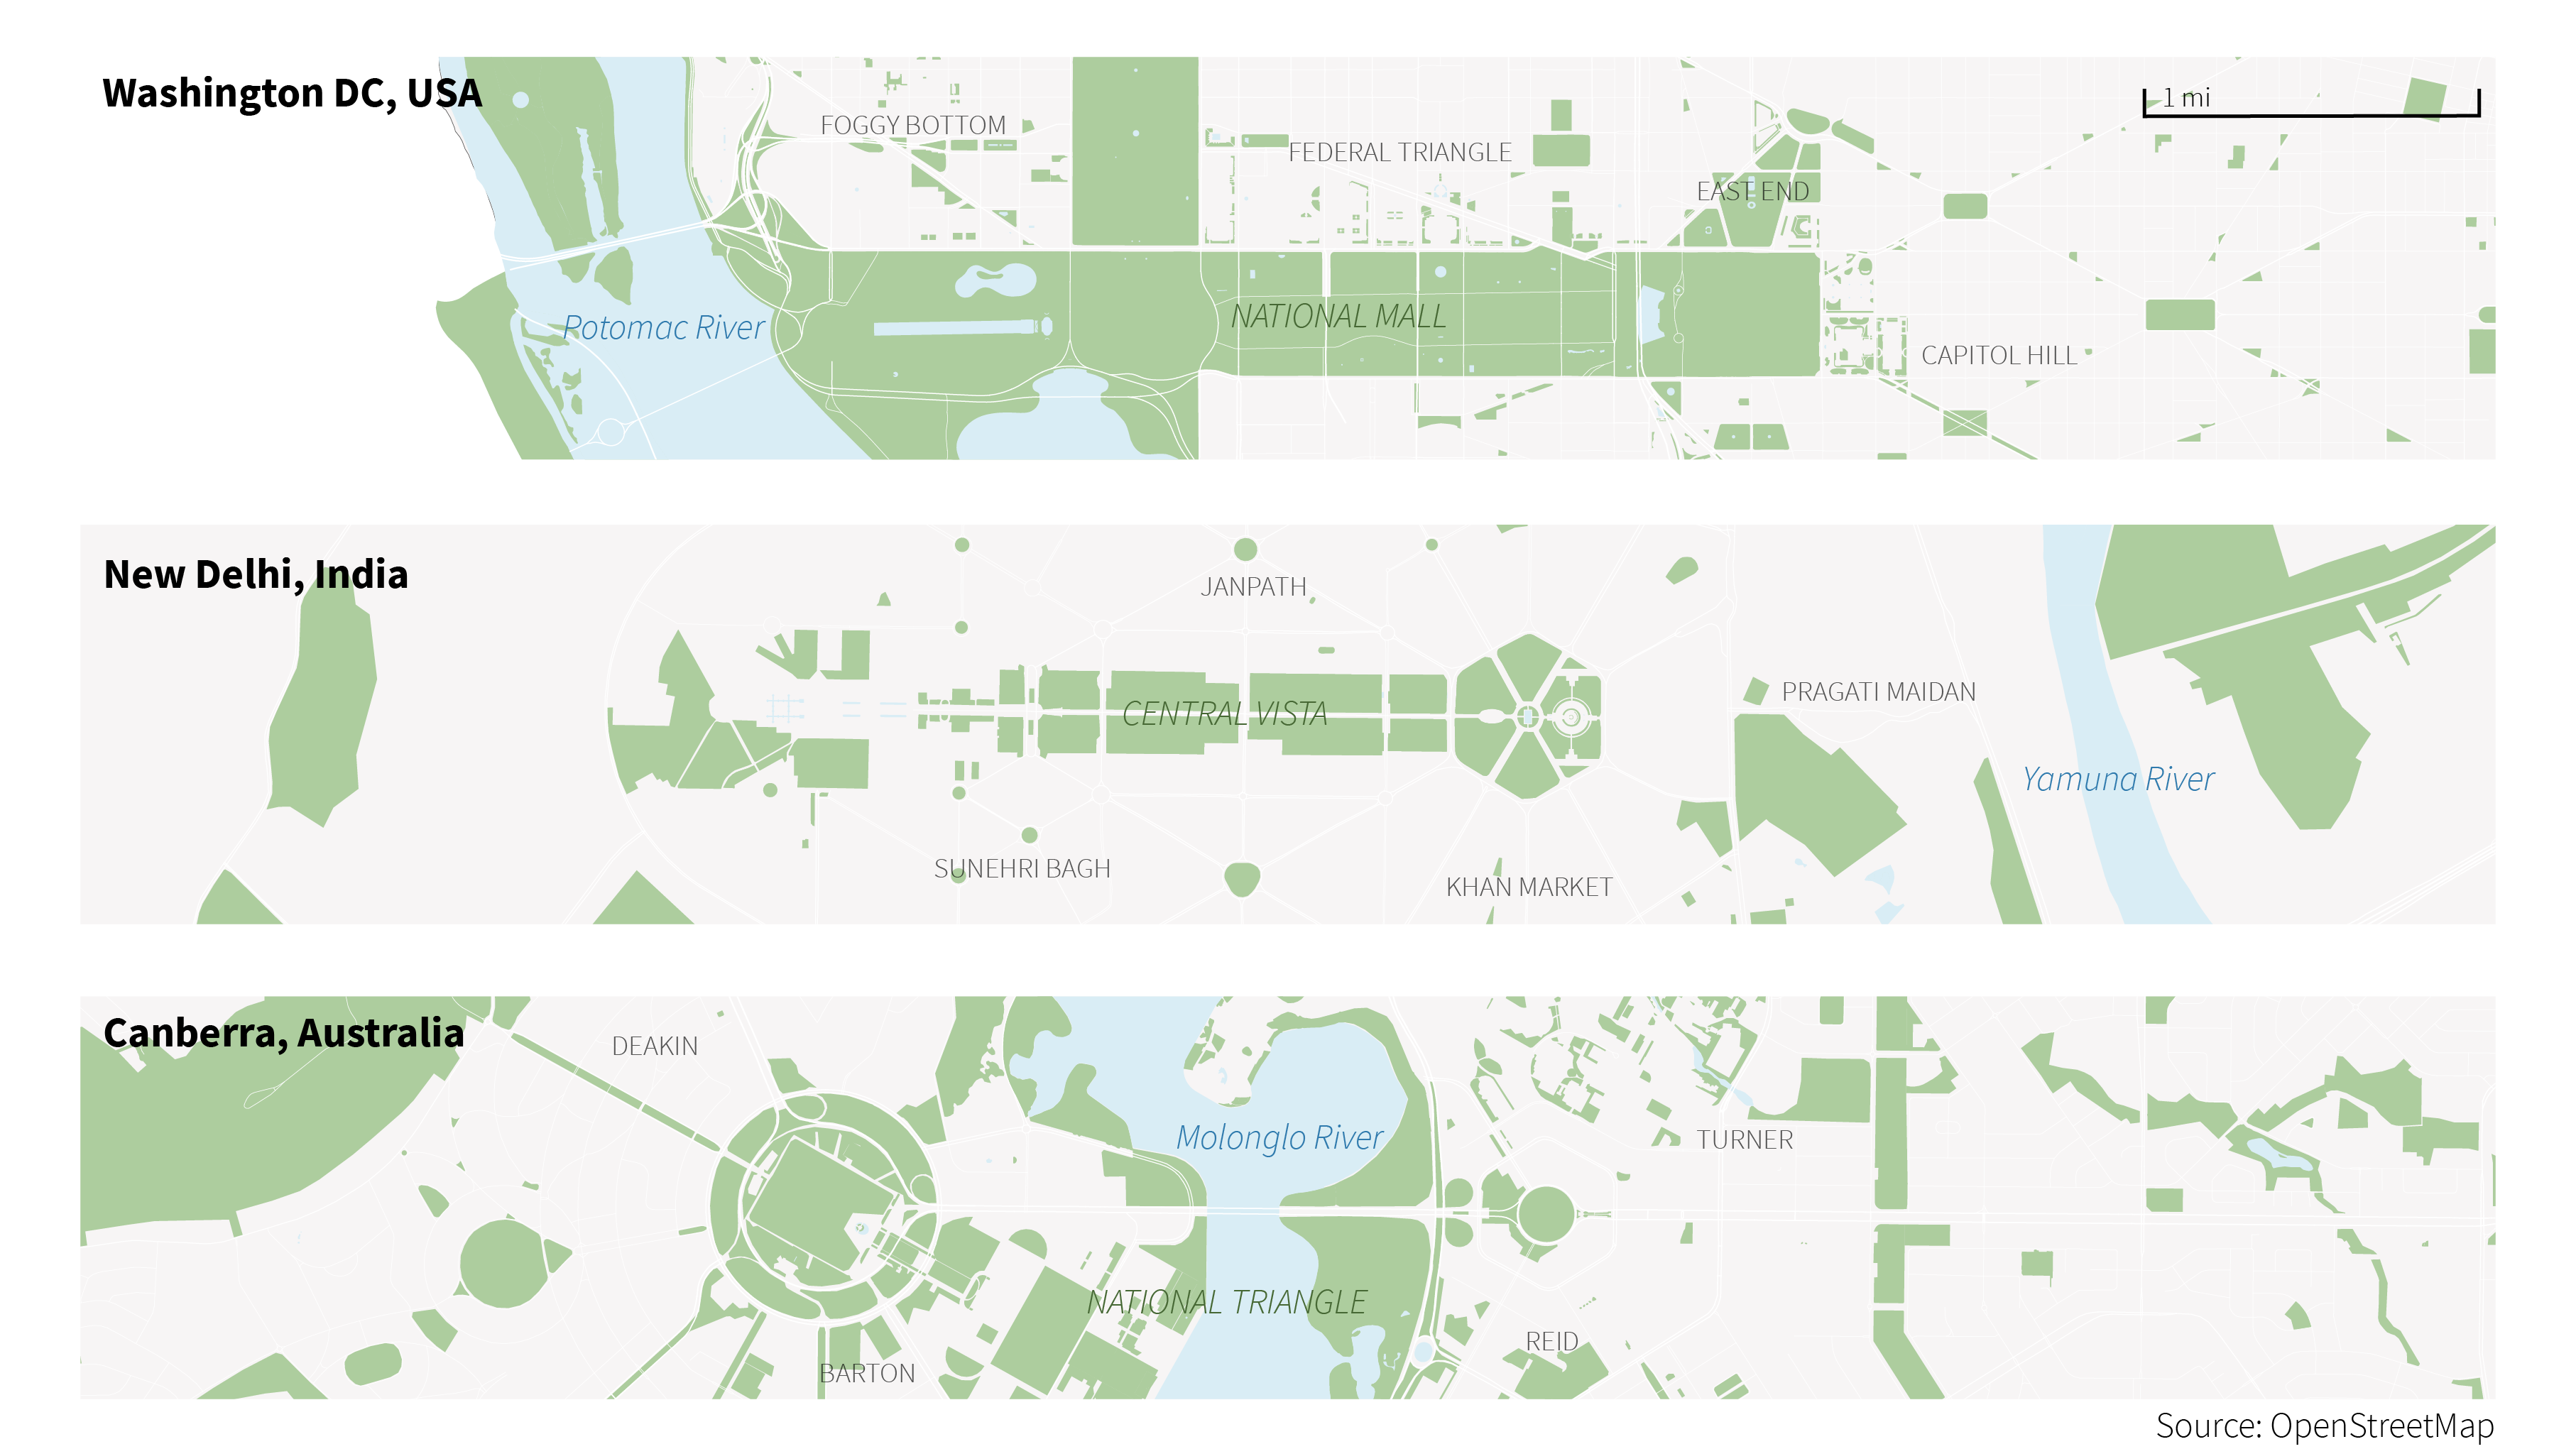 Washington DC, USA
1 mi
FOGGY BOTTOM
FEDERAL TRIANGLE
EAST END
NATIONAL MALL
Potomac River
CAPITOL HILL
New Delhi, India
JANPATH
PRAGATI MAIDAN
CENTRAL VISTA
Yamuna River
SUNEHRI BAGH
KHAN MARKET
Canberra, Australia
DEAKIN
Molonglo River
TURNER
NATIONAL TRIANGLE
REID
BARTON
Source: OpenStreetMap